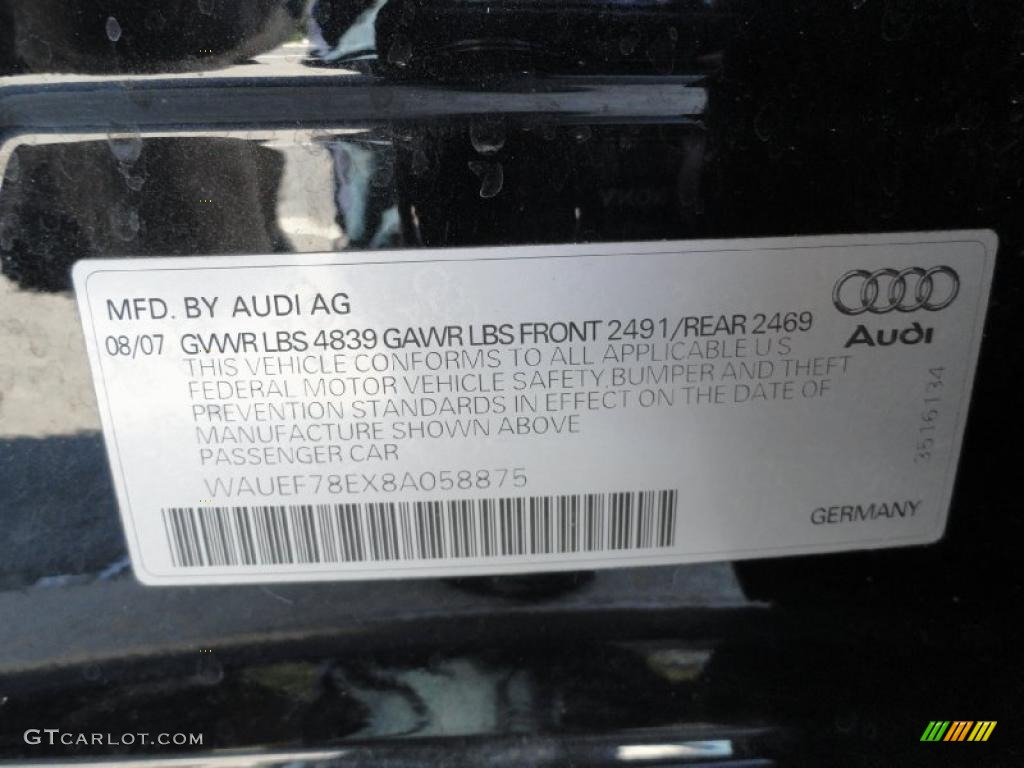 MFD. BY AUDI AG
08/07 GVWR LBS 4839 GAWR LBS FRONT 2491/REAR 2469
THIS VEHICLE CONFORMS TO ALL APPLICABLE U S
FEDERAL MOTOR VEHICLE SAFETY, BUMPER AND THEFT
PREVENTION STANDARDS IN EFFECT ON THE DATE OF
MANUFACTURE SHOWN ABOVE
PASSENGER CAR
WAUEF78EX8A058875
Audi
3516134
GERMANY
GTCARLOT.COM